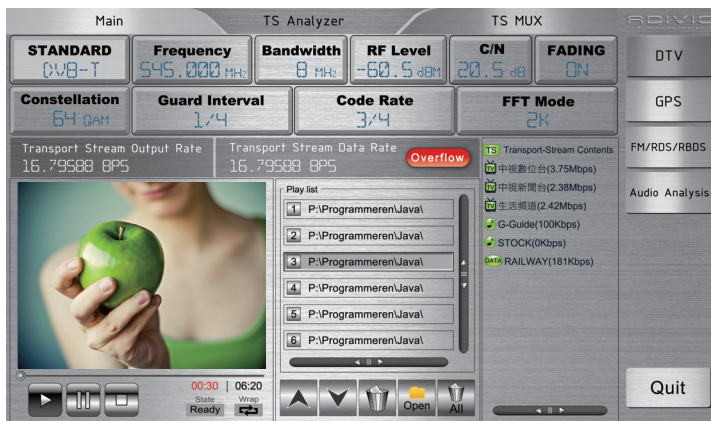 Main
TS Analyzer
TS MUX
ADIVIC
STANDARD
DVB-T
Frequency
545.000 MHz
Bandwidth
8 MHz
RF Level
-60.5 dBM
C/N
20.5 dB
FADING
ON
DTV
Constellation
64 QAM
Guard Interval
1/4
Code Rate
3/4
FFT Mode
2K
GPS
Transport Stream Output Rate
16.79588 BPS
Transport Stream Data Rate
16.79588 BPS
Overflow
TS Transport-Stream Contents
TV 中視數位台(3.75Mbps)
TV 中視新聞台(2.38Mbps)
TV 生活頻道(2.42Mbps)
G-Guide(100Kbps)
STOCK(0Kbps)
DATA RAILWAY(181Kbps)
FM/RDS/RBDS
Audio Analysis
Play list
1 P:\Programmeren\Java\
2 P:\Programmeren\Java\
3 P:\Programmeren\Java\
4 P:\Programmeren\Java\
5 P:\Programmeren\Java\
6 P:\Programmeren\Java\
00:30 | 06:20
State
Ready
Wrap
Open
All
Quit